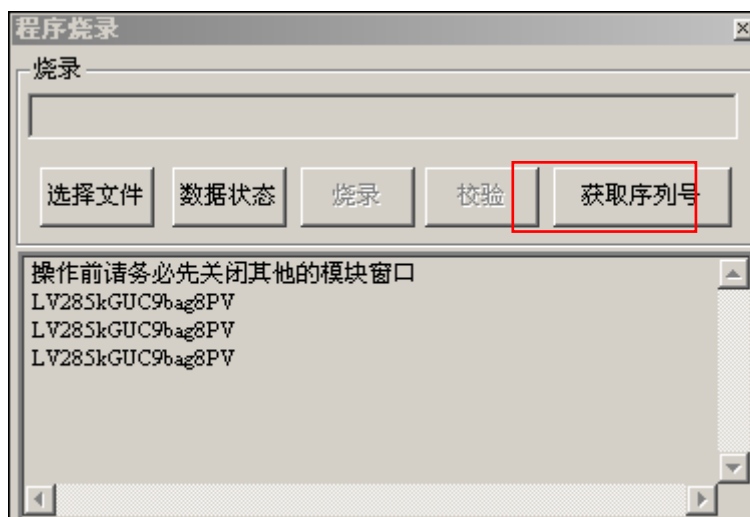 程序烧录
烧录
选择文件 数据状态 烧录 校验 获取序列号
操作前请务必先关闭其他的模块窗口
LV285kGUC9bag8PV
LV285kGUC9bag8PV
LV285kGUC9bag8PV